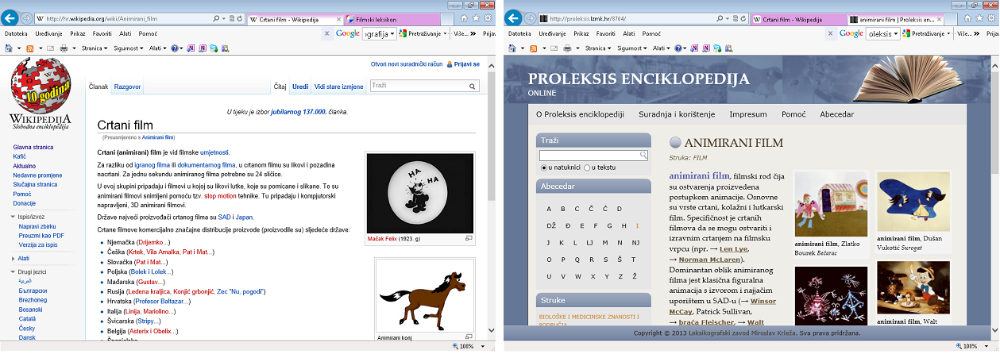 http://hr.wikipedia.org/wiki/Animirani_film
Crtani film - Wikipedija
Filmski leksikon
Datoteka Uređivanje Prikaz Favoriti Alati Pomoć
Google
Pretraživanje
Više... »
Prijav
Stranica Sigurnost Alati
10 godina
WIKIPEDIJA
Slobodna enciklopedija
Glavna stranica
Kafić
Aktualno
Nedavne promjene
Slučajna stranica
Pomoć
Donacije
Ispis/izvoz
Napravi zbirku
Preuzmi kao PDF
Verzija za ispis
Alati
Drugi jezici
العربية
Български
Brezhoneg
Bosanski
Català
Česky
Dansk
Otvori novi suradnički račun Prijavi se
Članak Razgovor Čitaj Uredi Vidi stare izmjene Traži
U tijeku je izbor jubilarnog 137.000. članka.
Crtani film
(Preusmjereno s Animirani film)
Crtani (animirani) film je vid filmske umjetnosti.
Za razliku od igranog filma ili dokumentarnog filma, u crtanom filmu su likovi i pozadina
nacrtani. Za jednu sekundu animiranog filma potrebne su 24 sličice.
U ovoj skupini pripadaju i filmovi u kojoj su likovi lutke, koje su pomicane i slikane. To su
animirani filmovi snimljeni pomoću tzv. stop motion tehnike. Tu pripadaju i kompjutorski
napravljeni, 3D animirani filmovi.
Države najveći proizvođači crtanog filma su SAD i Japan.
Crtane filmove komercijalno značajne distribucije proizvode (proizvodile su) sljedeće države:
Njemačka (Drijemko...)
Češka (Krtek, Vila Amalka, Pat i Mat...)
Slovačka (Pat i Mat...)
Poljska (Bolek i Lolek...)
Mađarska (Gustav...)
Rusija (Ledena kraljica, Konjić grbonjić, Zec "Nu, pogodi")
Hrvatska (Profesor Baltazar...)
Italija (Linija, Mariolino...)
Švicarska (Stripy...)
Belgija (Asterix i Obelix...)
HA
HA
Mačak Felix (1923. g)
Animirani konj
100%
http://proleksis.lzmk.hr/8764/
Crtani film - Wikipedija
animirani film | Proleksis en...
Datoteka Uređivanje Prikaz Favoriti Alati Pomoć
Google
oleksis
Pretraživanje
Više... »
Prijav
Stranica Sigurnost Alati
PROLEKSIS ENCIKLOPEDIJA
ONLINE
O Proleksis enciklopediji Suradnja i korištenje Impresum Pomoć Abecedar
Traži
u natuknici u tekstu
Abecedar
A B C Č Ć D
DŽ Đ E F G H I
J K L LJ M N NJ
O P Q R S Š T
U V W X Y Z Ž
Struke
BIOLOŠKE I MEDICINSKE ZNANOSTI I
PODRUČJA
ANIMIRANI FILM
Struka: FILM
animirani film, filmski rod čija
su ostvarenja proizvedena
postupkom animacije. Osnovne
su vrste crtani, kolažni i lutkarski
film. Specifičnost je crtanih
filmova da se mogu ostvariti i
izravnim crtanjem na filmsku
vrpcu (npr. → Len Lye,
→ Norman McLaren).
Dominantan oblik animiranog
filma jest klasična figuralna
animacija s izvorom i najjačim
uporištem u SAD-u (→ Winsor
McCay, Patrick Sullivan,
→ braća Fleischer, → Walt
animirani film, Zlatko
Bourek Bečarac
animirani film, Dušan
Vukotić Surogat
animirani film, Walt
Copyright © 2013 Leksikografski zavod Miroslav Krleža. Sva prava pridržana.
100%